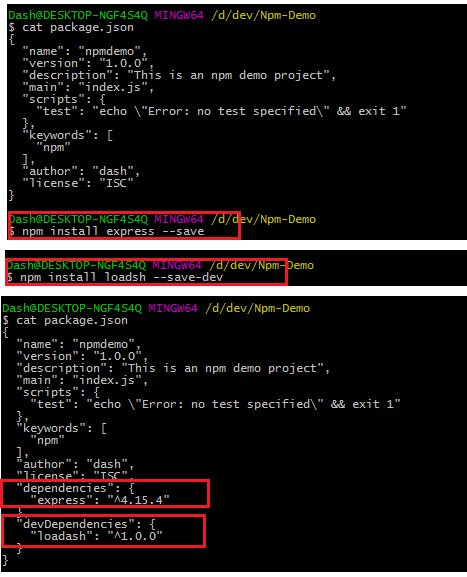 Dash@DESKTOP-NGF4S4Q MINGW64 /d/dev/Npm-Demo
$ cat package.json
{
  "name": "npmdemo",
  "version": "1.0.0",
  "description": "This is an npm demo project",
  "main": "index.js",
  "scripts": {
    "test": "echo \"Error: no test specified\" && exit 1"
  },
  "keywords": [
    "npm"
  ],
  "author": "dash",
  "license": "ISC"
}
Dash@DESKTOP-NGF4S4Q MINGW64 /d/dev/Npm-Demo
$ npm install express --save
Dash@DESKTOP-NGF4S4Q MINGW64 /d/dev/Npm-Demo
$ npm install loadsh --save-dev
Dash@DESKTOP-NGF4S4Q MINGW64 /d/dev/Npm-Demo
$ cat package.json
{
  "name": "npmdemo",
  "version": "1.0.0",
  "description": "This is an npm demo project",
  "main": "index.js",
  "scripts": {
    "test": "echo \"Error: no test specified\" && exit 1"
  },
  "keywords": [
    "npm"
  ],
  "author": "dash",
  "license": "ISC",
  "dependencies": {
    "express": "^4.15.4"
  },
  "devDependencies": {
    "loadash": "^1.0.0"
  }
}